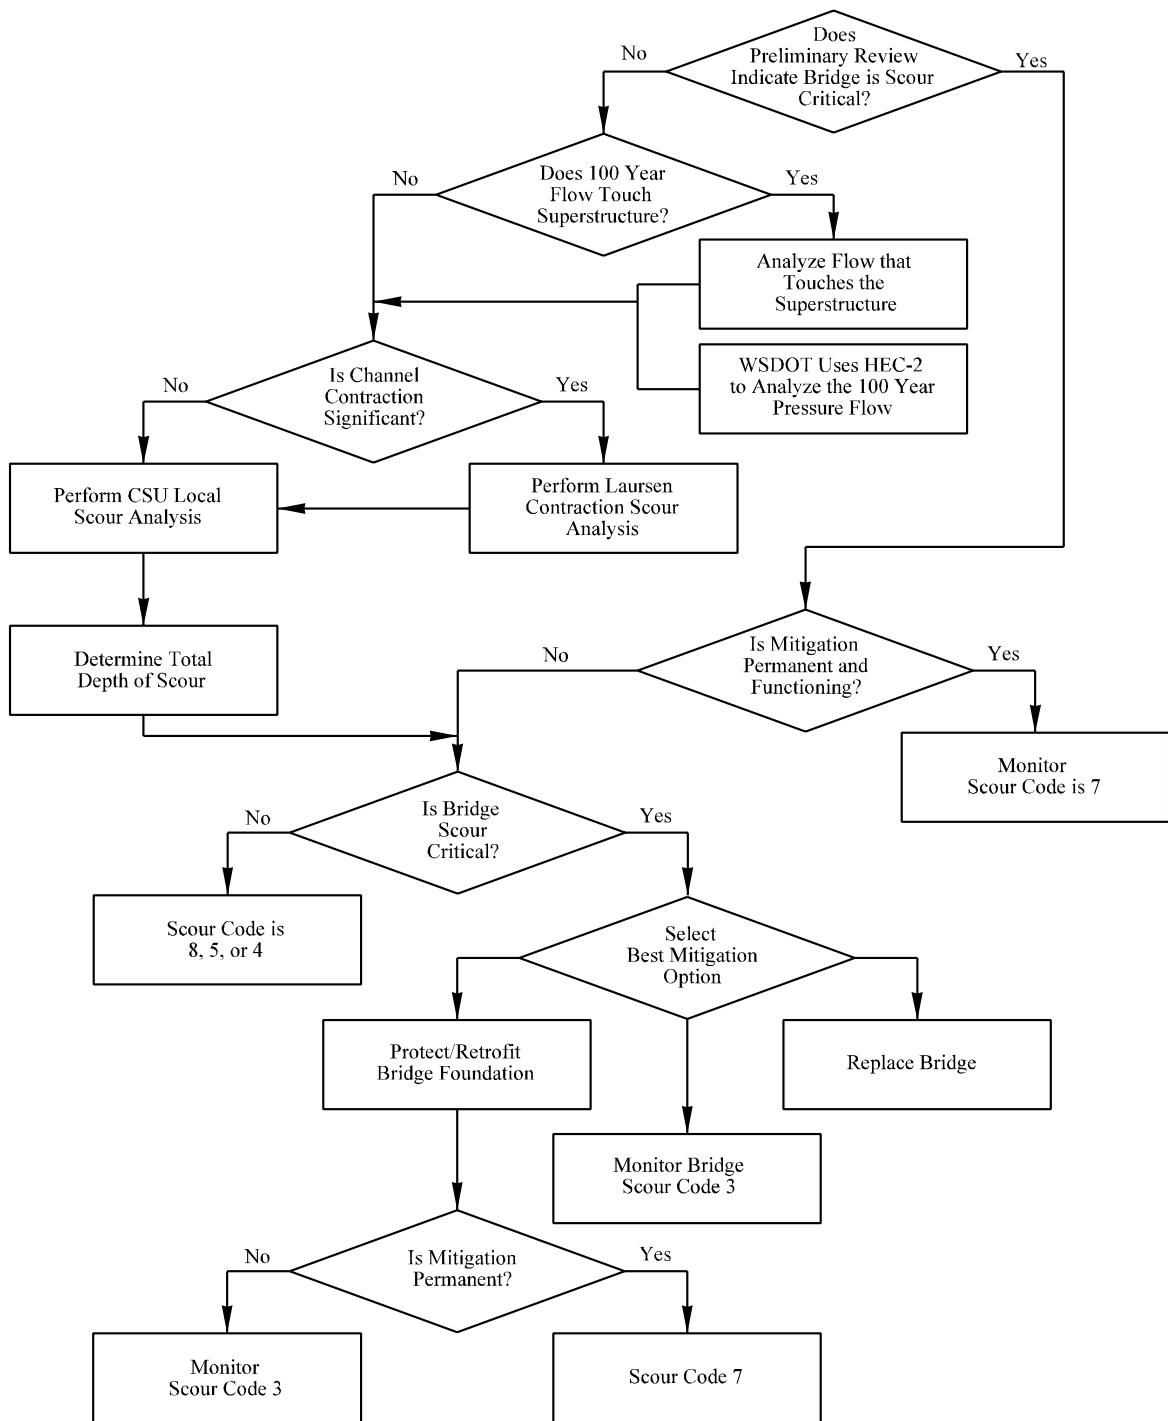 Does
Preliminary Review
Indicate Bridge is Scour
Critical?
No
Yes
Does 100 Year
Flow Touch
Superstructure?
No
Yes
Analyze Flow that
Touches the
Superstructure
WSDOT Uses HEC-2
to Analyze the 100 Year
Pressure Flow
Is Channel
Contraction
Significant?
No
Yes
Perform CSU Local
Scour Analysis
Perform Laursen
Contraction Scour
Analysis
Determine Total
Depth of Scour
Is Mitigation
Permanent and
Functioning?
No
Yes
Monitor
Scour Code is 7
Is Bridge
Scour
Critical?
No
Yes
Scour Code is
8, 5, or 4
Select
Best Mitigation
Option
Protect/Retrofit
Bridge Foundation
Replace Bridge
Monitor Bridge
Scour Code 3
Is Mitigation
Permanent?
No
Yes
Monitor
Scour Code 3
Scour Code 7